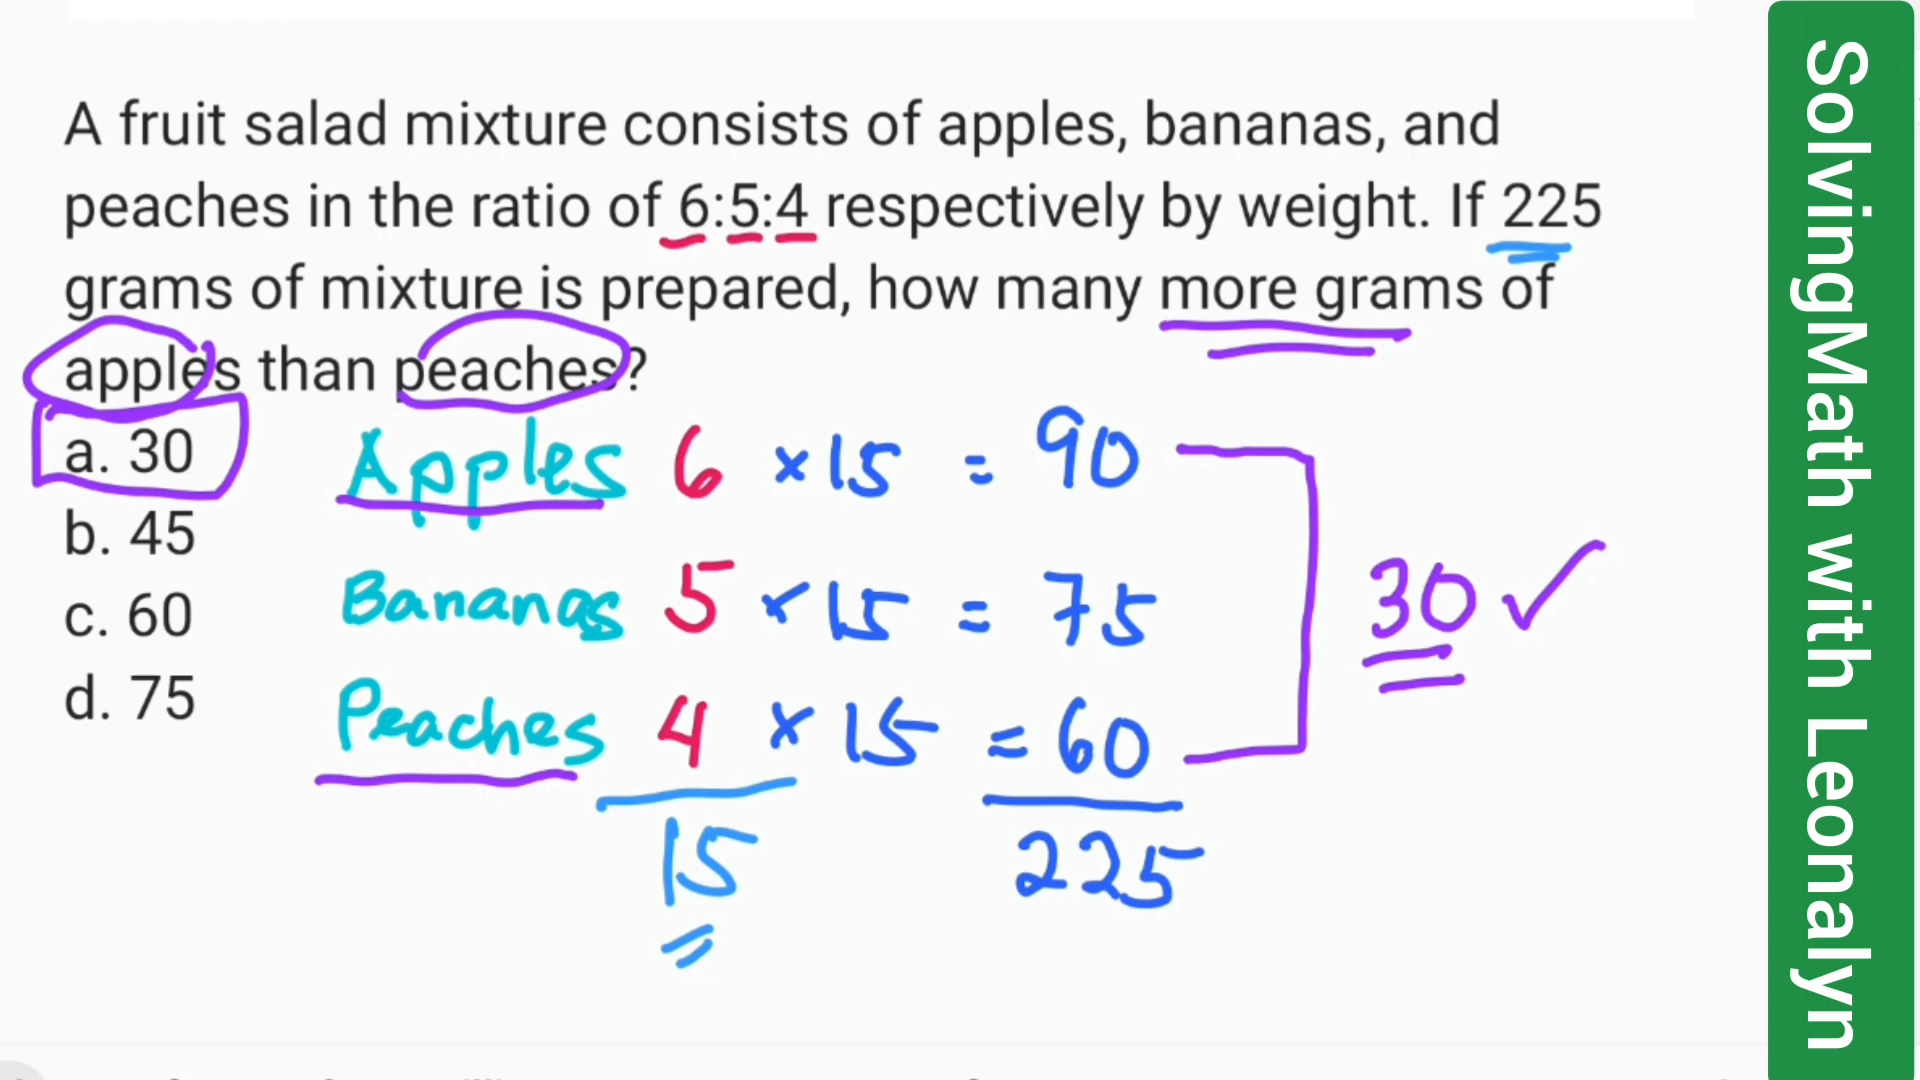 A fruit salad mixture consists of apples, bananas, and
peaches in the ratio of 6:5:4 respectively by weight. If 225
grams of mixture is prepared, how many more grams of
apples than peaches?
a. 30
b. 45
c. 60
d. 75
Apples 6 × 15 = 90
Bananas 5 × 15 = 75
Peaches 4 × 15 = 60
15
225
30 ✓
SolvingMath with Leonalyn